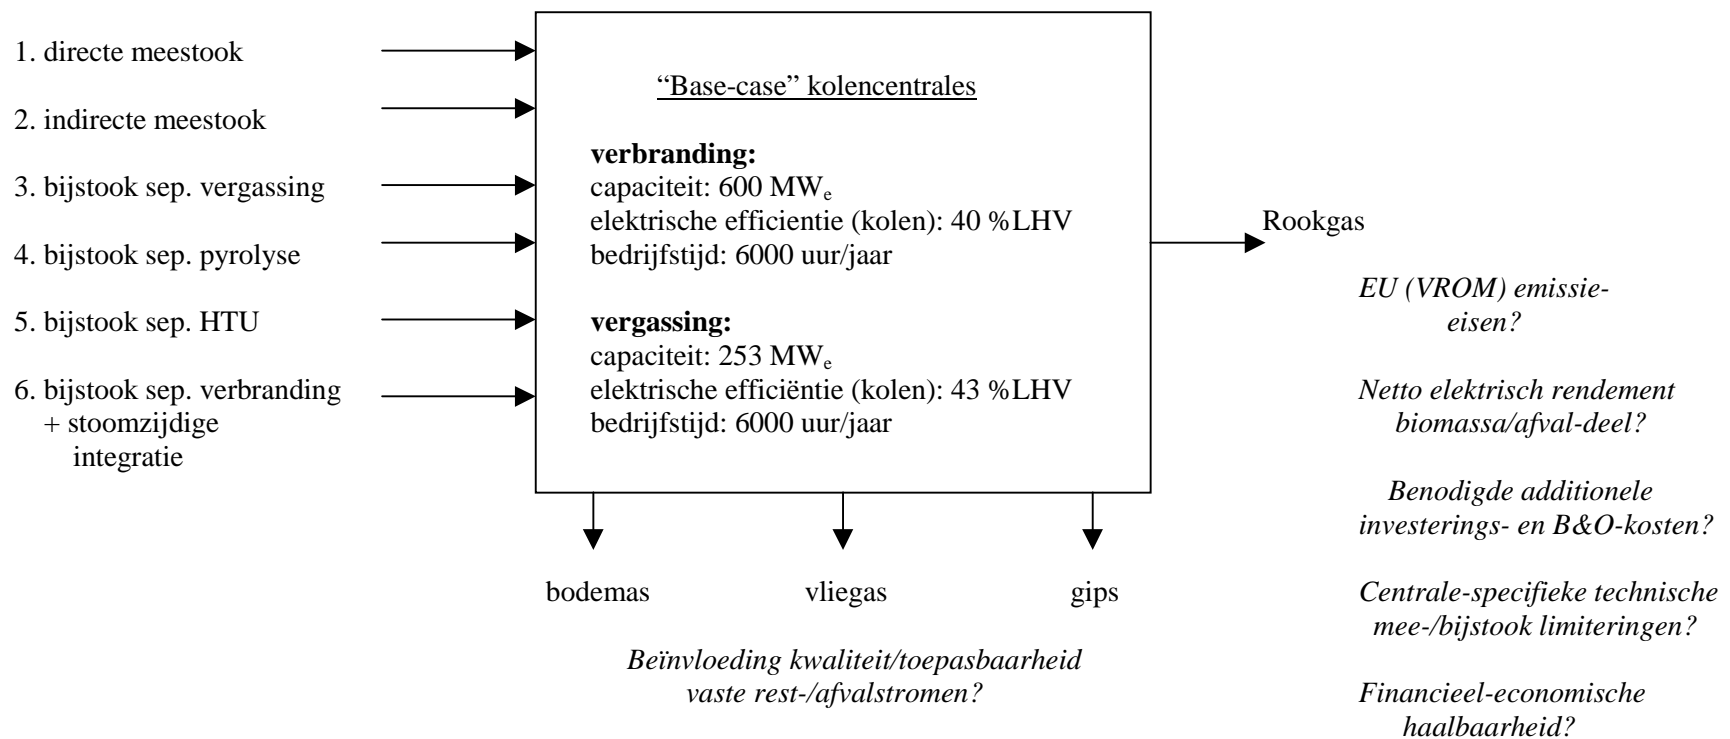 1. directe meestook
2. indirecte meestook
3. bijstook sep. vergassing
4. bijstook sep. pyrolyse
5. bijstook sep. HTU
6. bijstook sep. verbranding
+ stoomzijdige
integratie
“Base-case” kolencentrales
verbranding:
capaciteit: 600 MWe
elektrische efficientie (kolen): 40 %LHV
bedrijfstijd: 6000 uur/jaar
vergassing:
capaciteit: 253 MWe
elektrische efficiëntie (kolen): 43 %LHV
bedrijfstijd: 6000 uur/jaar
Rookgas
EU (VROM) emissie-
eisen?
Netto elektrisch rendement
biomassa/afval-deel?
Benodigde additionele
investerings- en B&O-kosten?
Centrale-specifieke technische
mee-/bijstook limiteringen?
Financieel-economische
haalbaarheid?
bodemas
vliegas
gips
Beïnvloeding kwaliteit/toepasbaarheid
vaste rest-/afvalstromen?